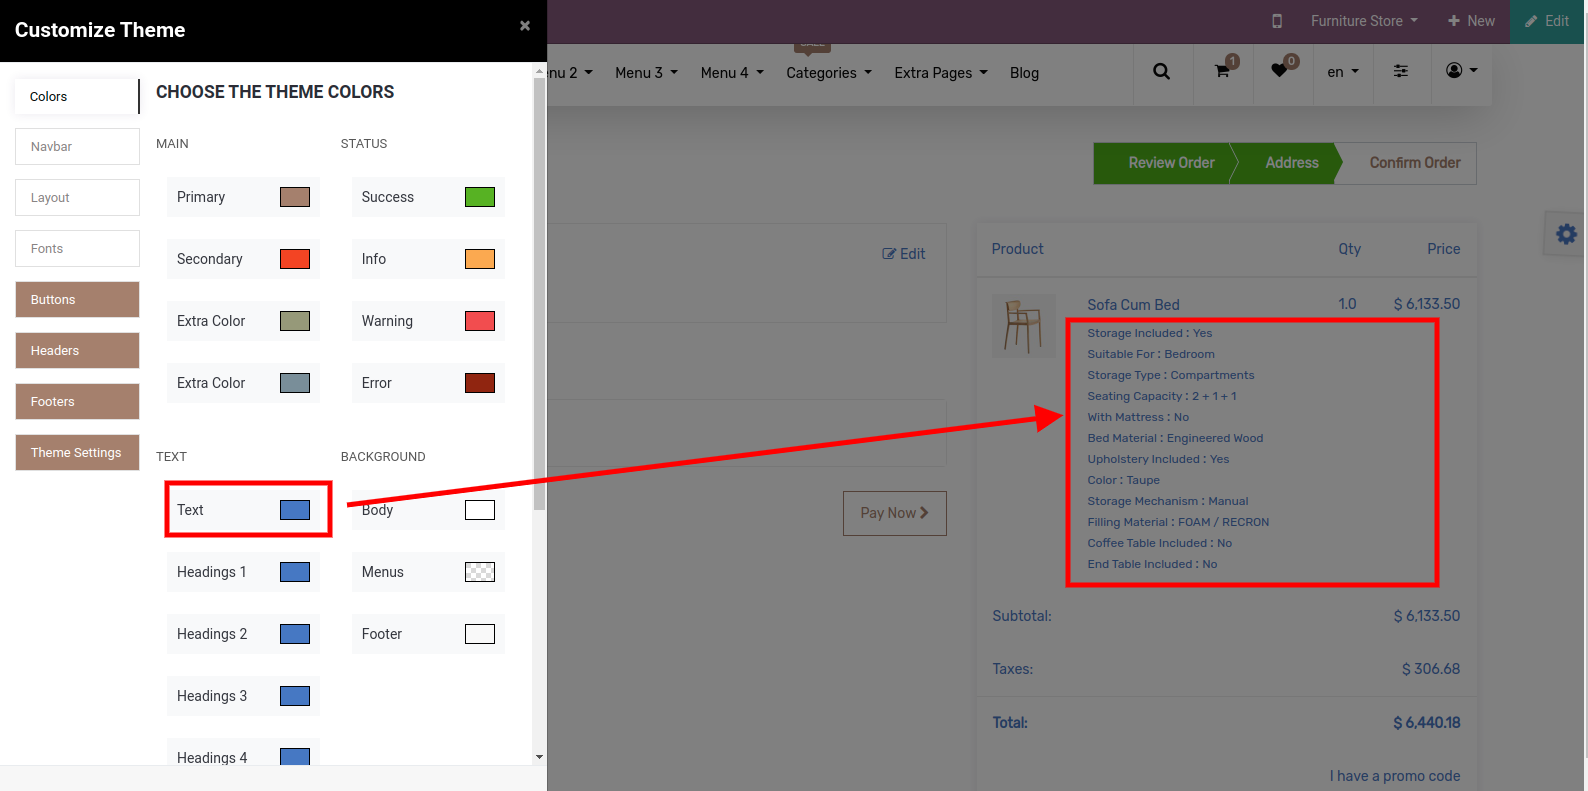 Customize Theme
×
Colors
Navbar
Layout
Fonts
Buttons
Headers
Footers
Theme Settings
CHOOSE THE THEME COLORS
MAIN
STATUS
Primary
Success
Secondary
Info
Extra Color
Warning
Extra Color
Error
TEXT
BACKGROUND
Text
Body
Headings 1
Menus
Headings 2
Footer
Headings 3
Headings 4
Furniture Store
New
Edit
nu 2
Menu 3
Menu 4
Categories
Extra Pages
Blog
1
0
en
Review Order
Address
Confirm Order
Edit
Pay Now
Product
Qty
Price
Sofa Cum Bed
1.0
$ 6,133.50
Storage Included : Yes
Suitable For : Bedroom
Storage Type : Compartments
Seating Capacity : 2 + 1 + 1
With Mattress : No
Bed Material : Engineered Wood
Upholstery Included : Yes
Color : Taupe
Storage Mechanism : Manual
Filling Material : FOAM / RECRON
Coffee Table Included : No
End Table Included : No
Subtotal:
$ 6,133.50
Taxes:
$ 306.68
Total:
$ 6,440.18
I have a promo code